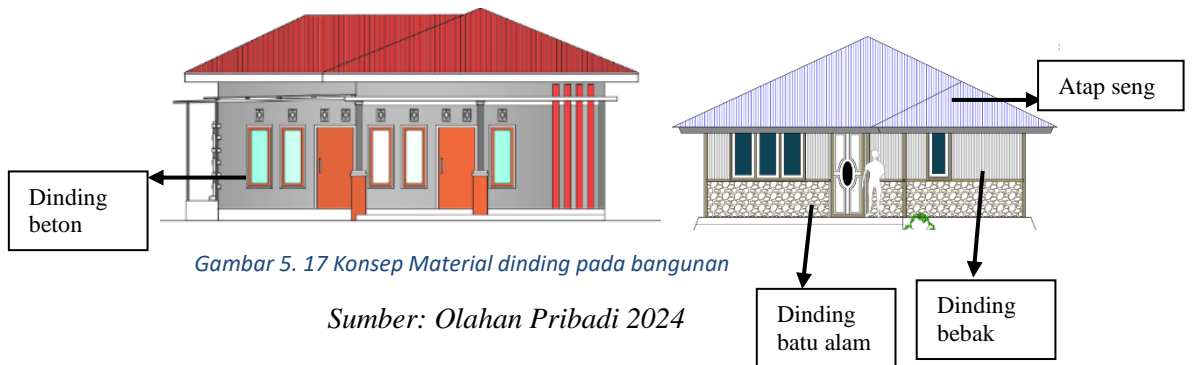 Atap seng
Dinding
beton
Gambar 5. 17 Konsep Material dinding pada bangunan
Sumber: Olahan Pribadi 2024
Dinding
batu alam
Dinding
bebak